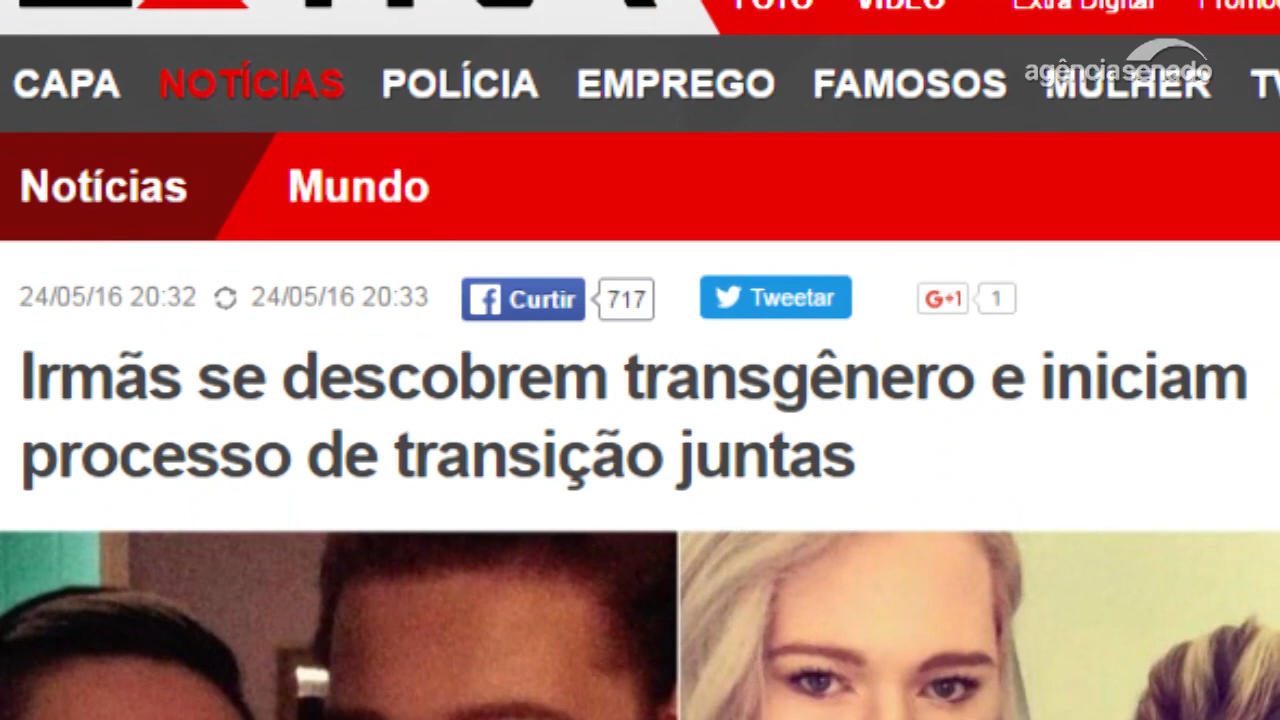 FOTO VÍDEO Extra Digital
CAPA NOTÍCIAS POLÍCIA EMPREGO FAMOSOS MULHER
agênciasenado
Notícias Mundo
24/05/16 20:32 24/05/16 20:33 Curtir 717 Tweetar G+1 1
Irmãs se descobrem transgênero e iniciam
processo de transição juntas